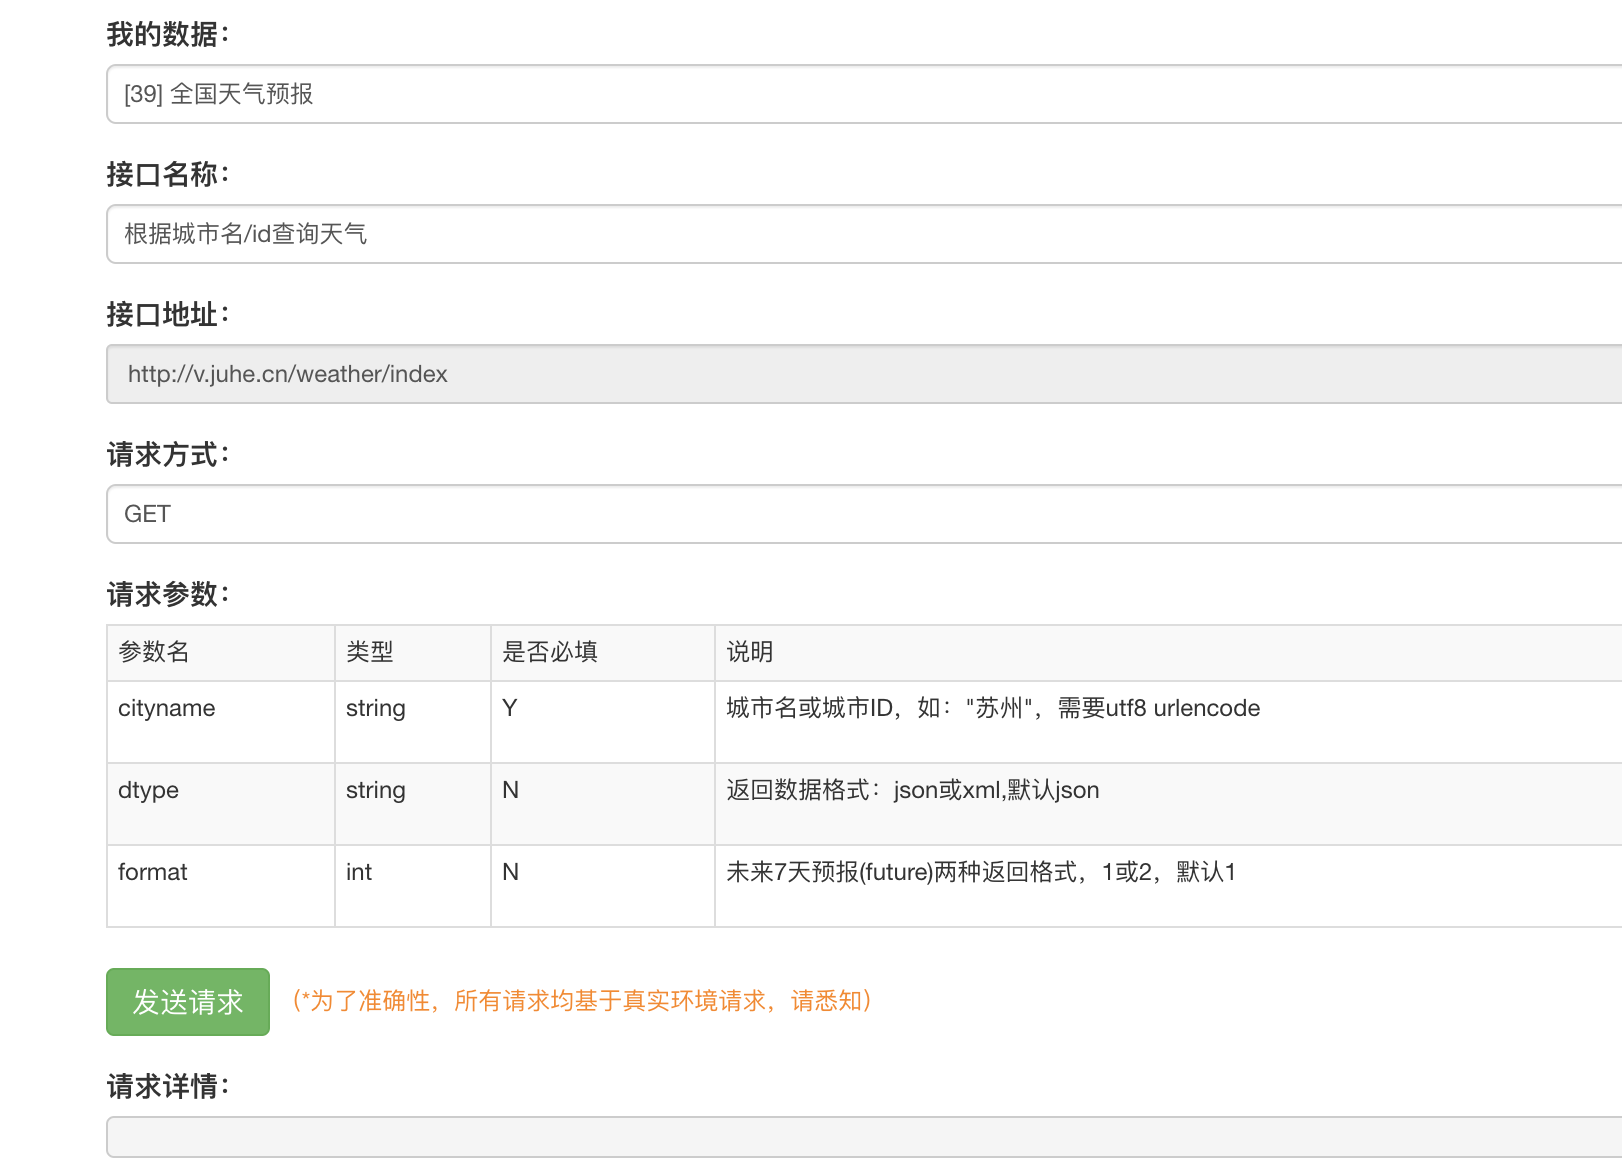 我的数据：
[39] 全国天气预报
接口名称：
根据城市名/id查询天气
接口地址：
http://v.juhe.cn/weather/index
请求方式：
GET
请求参数：
参数名 类型 是否必填 说明
cityname string Y 城市名或城市ID，如："苏州"，需要utf8 urlencode
dtype string N 返回数据格式：json或xml,默认json
format int N 未来7天预报(future)两种返回格式，1或2，默认1
发送请求 （*为了准确性，所有请求均基于真实环境请求，请悉知）
请求详情：